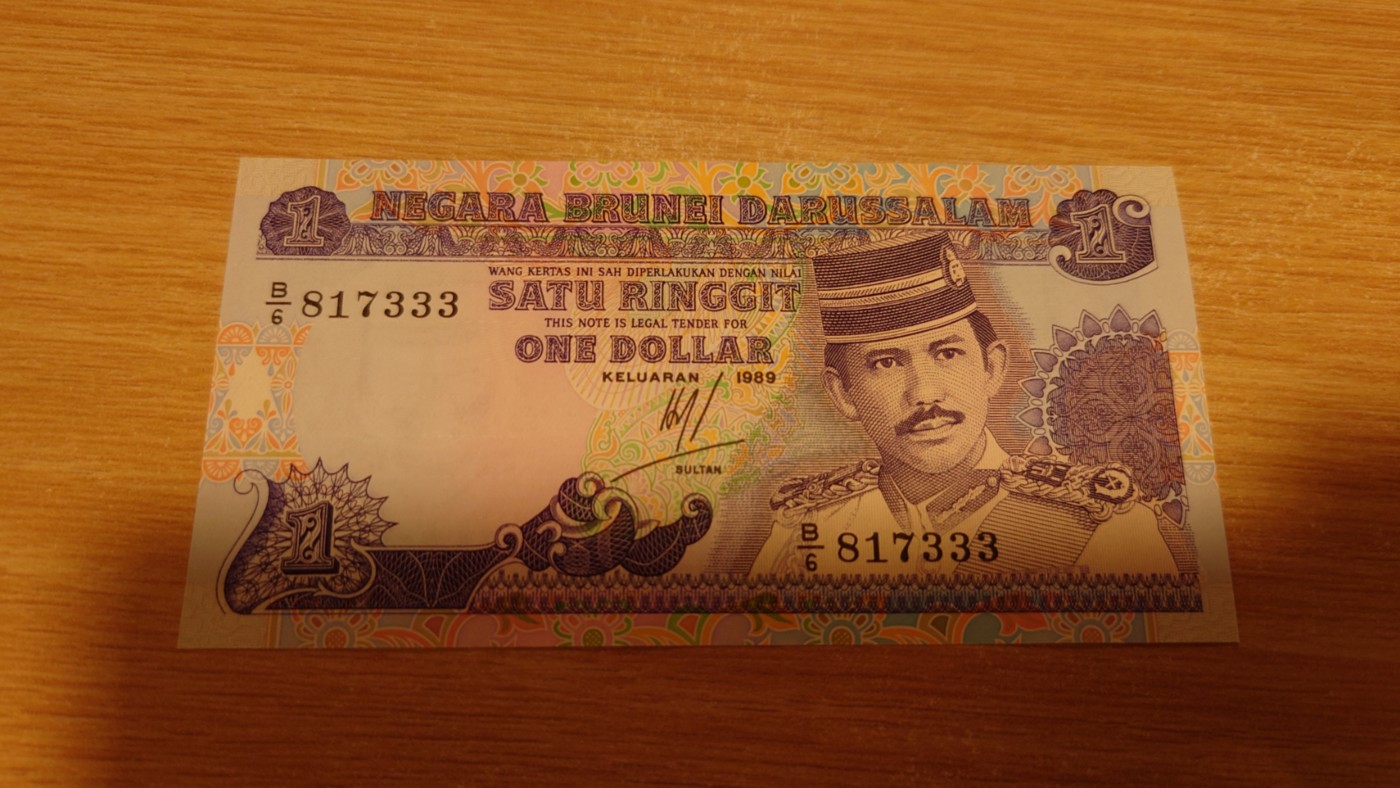 1 NEGARA BRUNEI DARUSSALAM 1
WANG KERTAS INI SAH DIPERLAKUKAN DENGAN NILAI
SATU RINGGIT
B/6 817333
THIS NOTE IS LEGAL TENDER FOR
ONE DOLLAR
KELUARAN 1989
SULTAN
1
B/6 817333